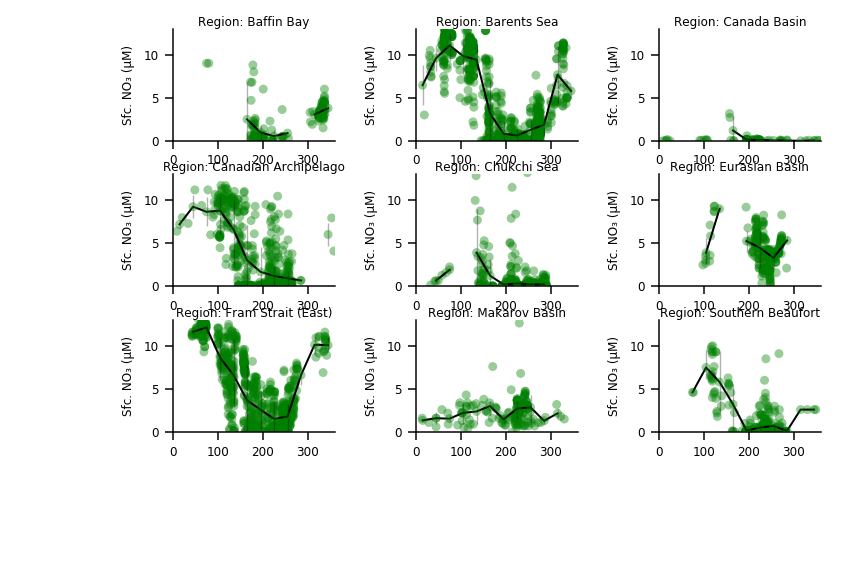 Region: Baffin Bay
Region: Barents Sea
Region: Canada Basin
Sfc. NO₃ (μM)
10
5
0
0 100 200 300
Sfc. NO₃ (μM)
10
5
0
0 100 200 300
Sfc. NO₃ (μM)
10
5
0
0 100 200 300
Region: Canadian Archipelago
Region: Chukchi Sea
Region: Eurasian Basin
Sfc. NO₃ (μM)
10
5
0
0 100 200 300
Sfc. NO₃ (μM)
10
5
0
0 100 200 300
Sfc. NO₃ (μM)
10
5
0
0 100 200 300
Region: Fram Strait (East)
Region: Makarov Basin
Region: Southern Beaufort
Sfc. NO₃ (μM)
10
5
0
0 100 200 300
Sfc. NO₃ (μM)
10
5
0
0 100 200 300
Sfc. NO₃ (μM)
10
5
0
0 100 200 300